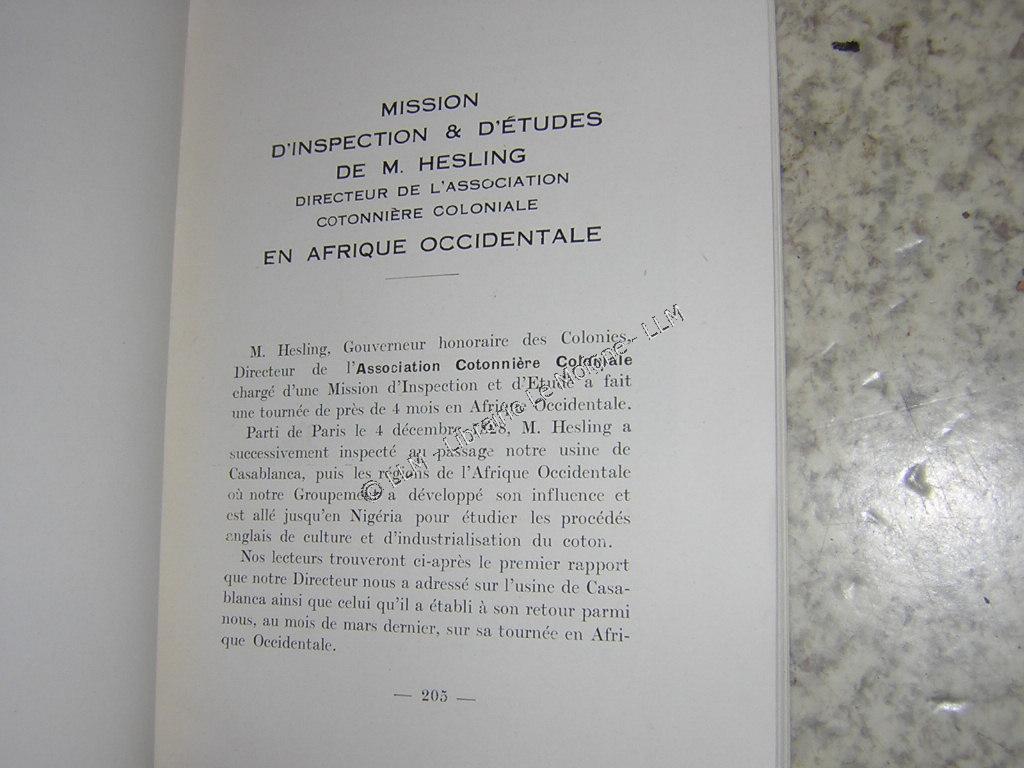 MISSION
D'INSPECTION & D'ÉTUDES
DE M. HESLING
DIRECTEUR DE L'ASSOCIATION
COTONNIÈRE COLONIALE
EN AFRIQUE OCCIDENTALE
M. Hesling, Gouverneur honoraire des Colonies,
Directeur de l'Association Cotonnière Coloniale
chargé d'une Mission d'Inspection et d'Etude a fait
une tournée de près de 4 mois en Afrique Occidentale.
Parti de Paris le 4 décembre 1928, M. Hesling a
successivement inspecté au passage notre usine de
Casablanca, puis les régions de l'Afrique Occidentale
où notre Groupement a développé son influence et
est allé jusqu'en Nigéria pour étudier les procédés
anglais de culture et d'industrialisation du coton.
Nos lecteurs trouveront ci-après le premier rapport
que notre Directeur nous a adressé sur l'usine de Casa-
blanca ainsi que celui qu'il a établi à son retour parmi
nous, au mois de mars dernier, sur sa tournée en Afri-
que Occidentale.
— 205 —
© LLM - Librairie Le Moigne - LLM